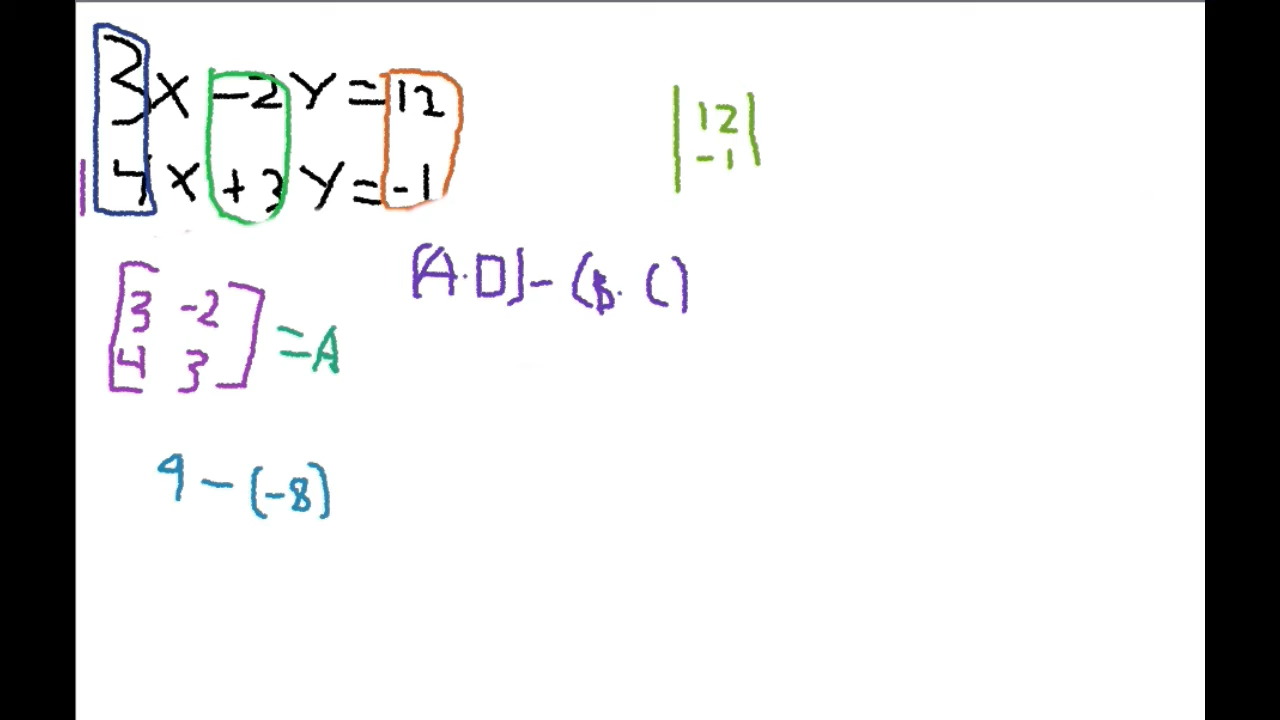 3x -2y = 12
4x +3y = -1
| 12 |
| -1 |
[A·D] - (B·C)
[3 -2
4 3] = A
9 - (-8)